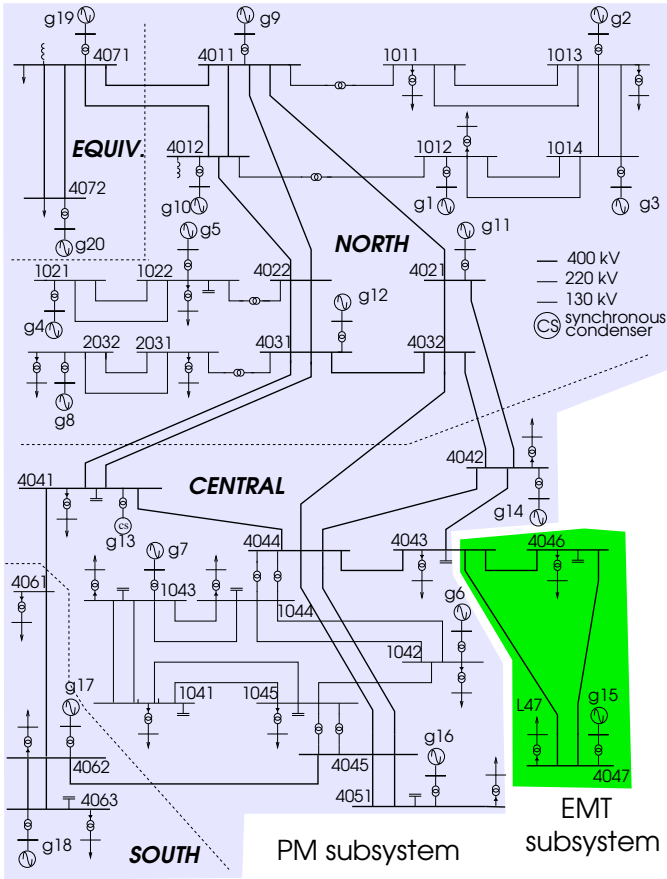 g19
g9
g2
4071
4011
1011
1013
EQUIV.
4012
1012
1014
4072
g10
g1
g3
g20
g5
NORTH
g11
1021
1022
4022
4021
400 kV
220 kV
130 kV
CS synchronous
condenser
g12
g4
2032
2031
4031
4032
g8
4042
4041
CENTRAL
g14
CS
g13
g7
4044
4043
4046
4061
1043
1044
g6
1042
g17
1041
1045
L47
g15
g16
4062
4045
4047
4063
4051
g18
SOUTH
PM subsystem
EMT
subsystem